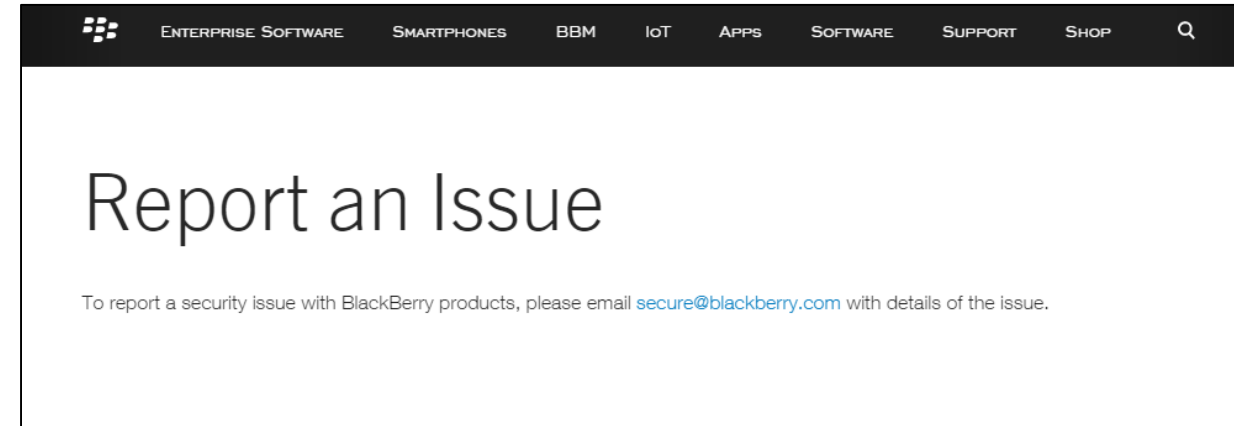 Enterprise Software Smartphones BBM IoT Apps Software Support Shop
Report an Issue
To report a security issue with BlackBerry products, please email secure@blackberry.com with details of the issue.